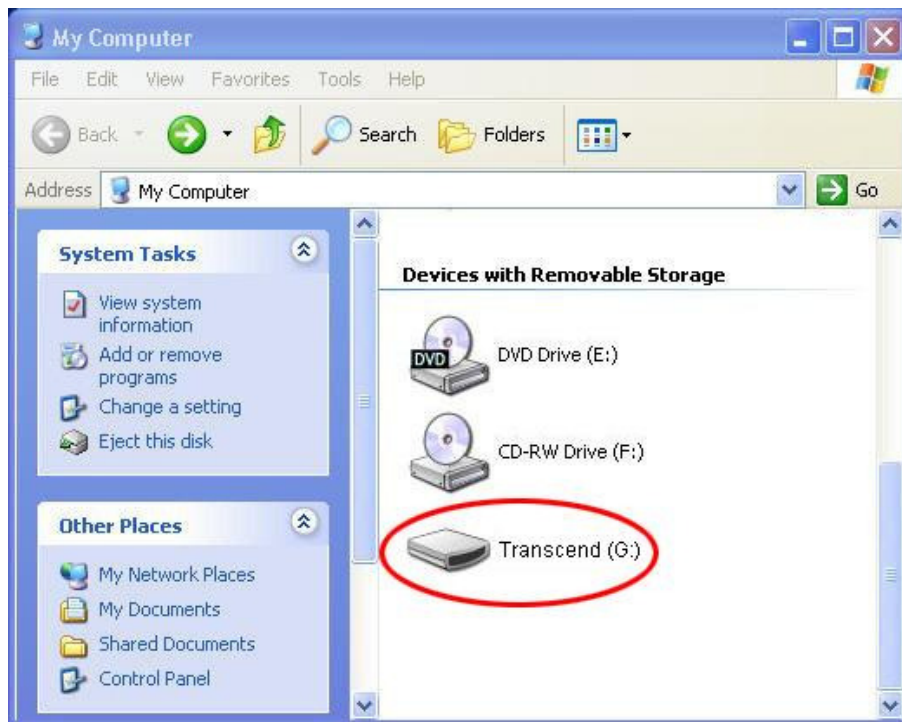 My Computer
File Edit View Favorites Tools Help
Back Search Folders
Address My Computer Go
System Tasks
View system
information
Add or remove
programs
Change a setting
Eject this disk
Other Places
My Network Places
My Documents
Shared Documents
Control Panel
Devices with Removable Storage
DVD DVD Drive (E:)
CD-RW Drive (F:)
Transcend (G:)